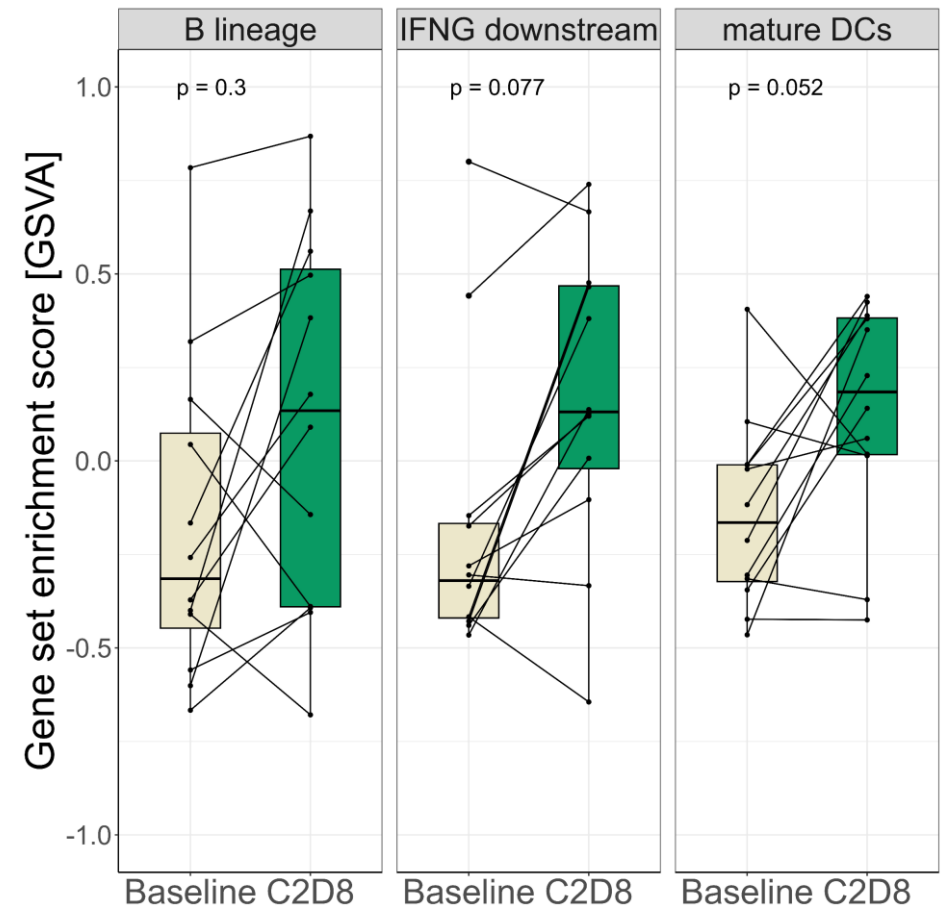 B lineage
IFNG downstream
mature DCs
p = 0.3
p = 0.077
p = 0.052
Gene set enrichment score [GSVA]
1.0
0.5
0.0
-0.5
-1.0
Baseline C2D8
Baseline C2D8
Baseline C2D8